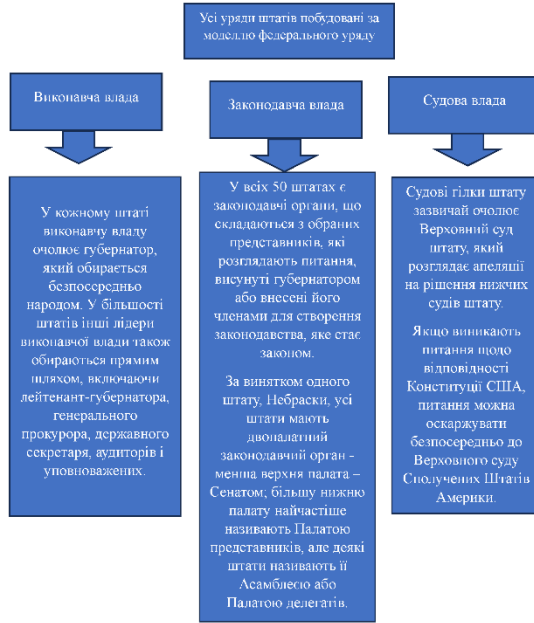 Усі уряди штатів побудовані за
моделлю федерального уряду
Виконавча влада
У кожному штаті
виконавчу владу
очолює губернатор,
який обирається
безпосередньо
народом. У більшості
штатів інші лідери
виконавчої влади також
обираються прямим
шляхом, включаючи
лейтенант-губернатора,
генерального
прокурора, державного
секретаря, аудиторів і
уповноважених.
Законодавча влада
У всіх 50 штатах є
законодавчі органи, що
складаються з обраних
представників, які
розглядають питання,
висунуті губернатором
або внесені його
членами для створення
законодавства, яке стає
законом.
За винятком одного
штату, Небраски, усі
штати мають
двопалатний
законодавчий орган -
менша верхня палата –
Сенатом; більшу нижню
палату найчастіше
називають Палатою
представників, але деякі
штати називають її
Асамблеєю або
Палатою делегатів.
Судова влада
Судові гілки штату
зазвичай очолює
Верховний суд
штату, який
розглядає апеляції
на рішення нижчих
судів штату.
Якщо виникають
питання щодо
відповідності
Конституції США,
питання можна
оскаржувати
безпосередньо до
Верховного суду
Сполучених Штатів
Америки.